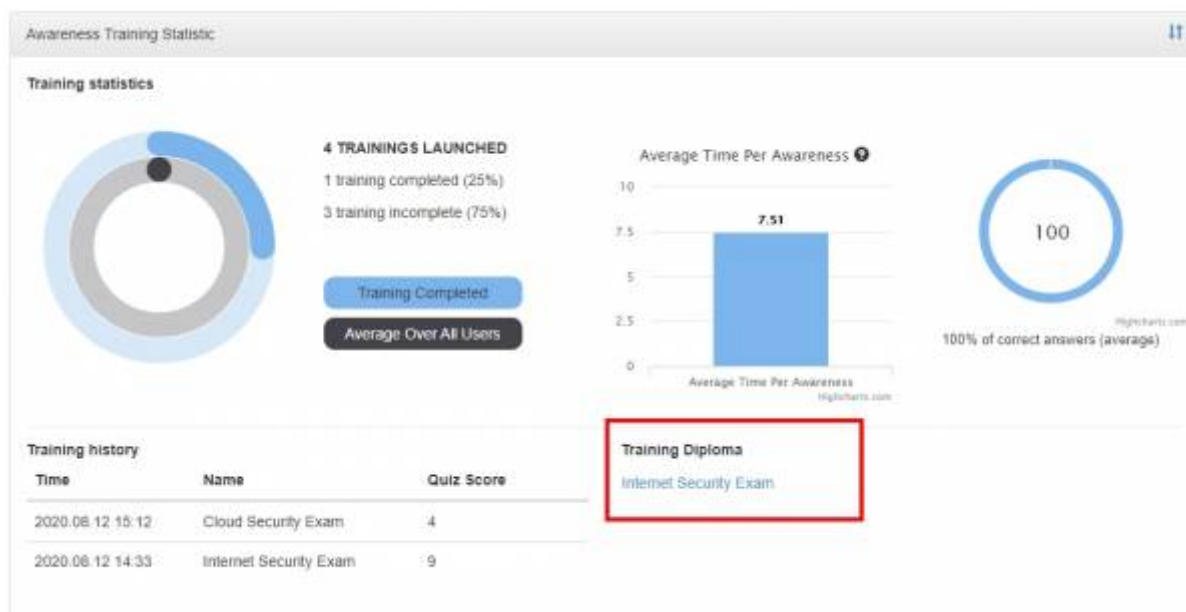 Awareness Training Statistic
Training statistics
4 TRAININGS LAUNCHED
1 training completed (25%)
3 training incomplete (75%)
Training Completed
Average Over All Users
Average Time Per Awareness ?
10
7.5
5
2.5
0
7.51
Average Time Per Awareness
Highcharts.com
100
Highcharts.com
100% of correct answers (average)
Training history
Time Name Quiz Score
2020.08.12 15:12 Cloud Security Exam 4
2020.08.12 14:33 Internet Security Exam 9
Training Diploma
Internet Security Exam